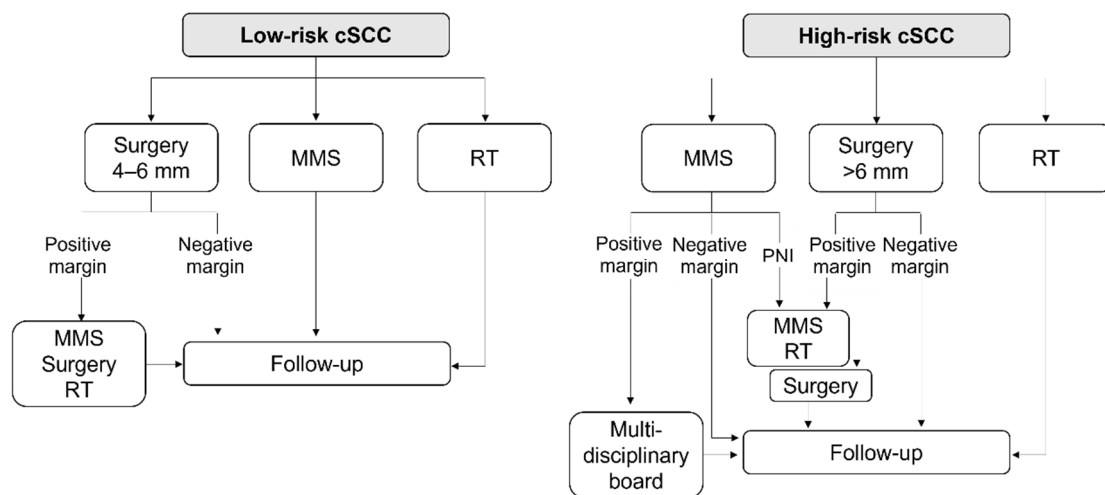 Low-risk cSCC
Surgery
4–6 mm
MMS
RT
Positive
margin
Negative
margin
MMS
Surgery
RT
Follow-up
High-risk cSCC
MMS
Surgery
>6 mm
RT
Positive
margin
Negative
margin
PNI
Positive
margin
Negative
margin
MMS
RT
Surgery
Multi-
disciplinary
board
Follow-up